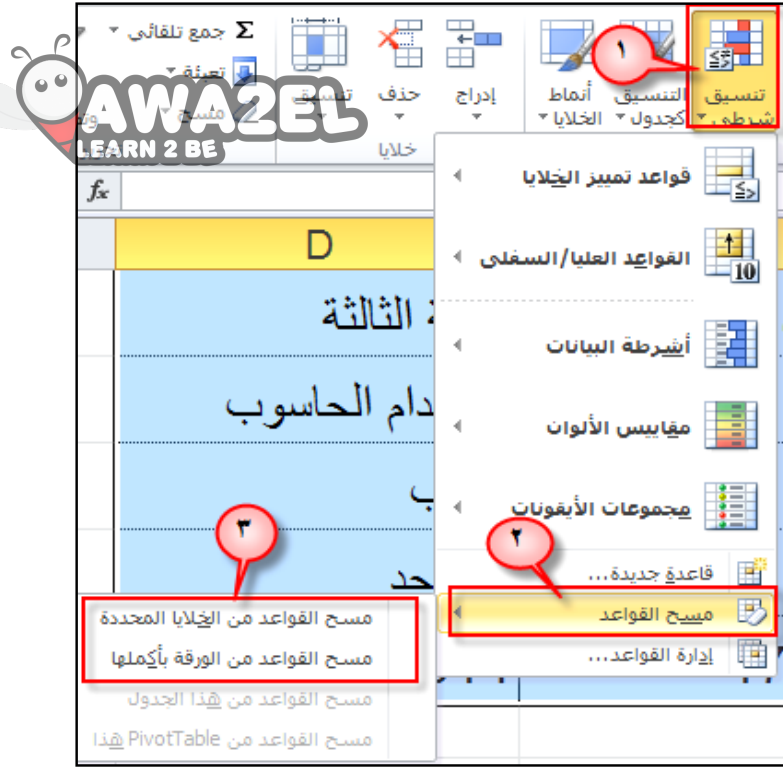 تنسيق شرطي
التنسيق كجدول
أنماط الخلايا
إدراج
حذف
تنسيق
خلايا
Σ جمع تلقائي
تعبئة
مسح
AWA2EL
LEARN 2 BE
fx
D
١
قواعد تمييز الخلايا
القواعد العليا/السفلى
10
أشرطة البيانات
مقاييس الألوان
مجموعات الأيقونات
٢
قاعدة جديدة...
مسح القواعد
إدارة القواعد...
الثالثة
دام الحاسوب
ب
حد
٣
مسح القواعد من الخلايا المحددة
مسح القواعد من الورقة بأكملها
مسح القواعد من هذا الجدول
مسح القواعد من PivotTable هذا